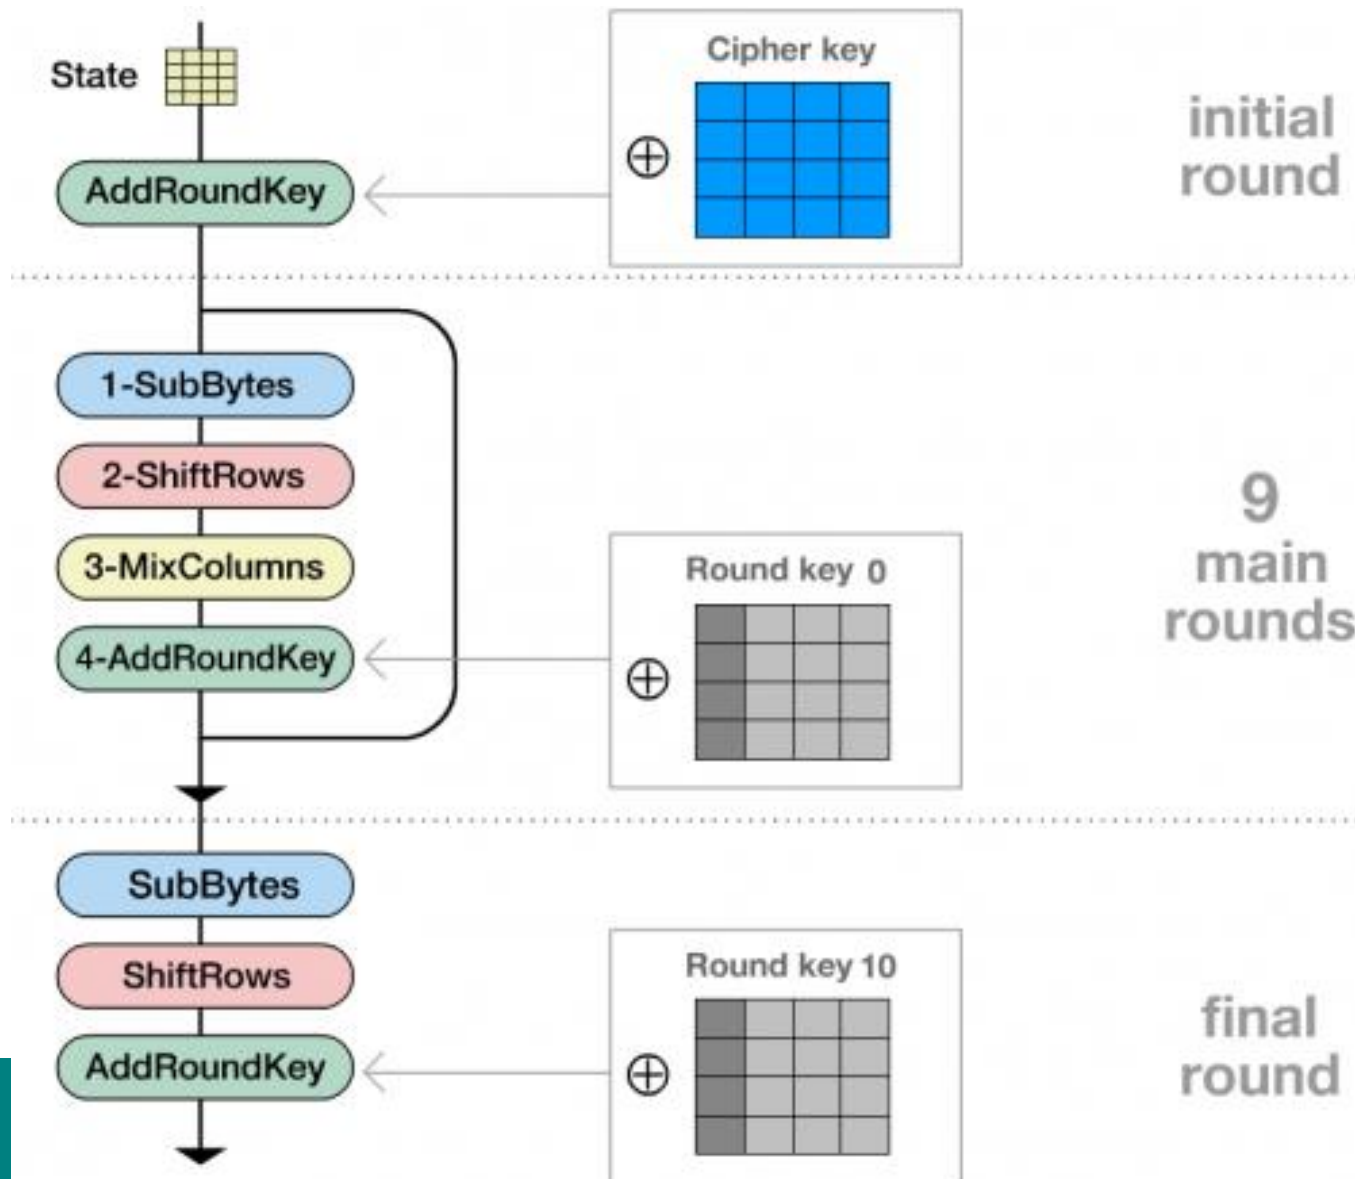 State
AddRoundKey
Cipher key
initial
round
1-SubBytes
2-ShiftRows
3-MixColumns
4-AddRoundKey
Round key 0
9
main
rounds
SubBytes
ShiftRows
AddRoundKey
Round key 10
final
round